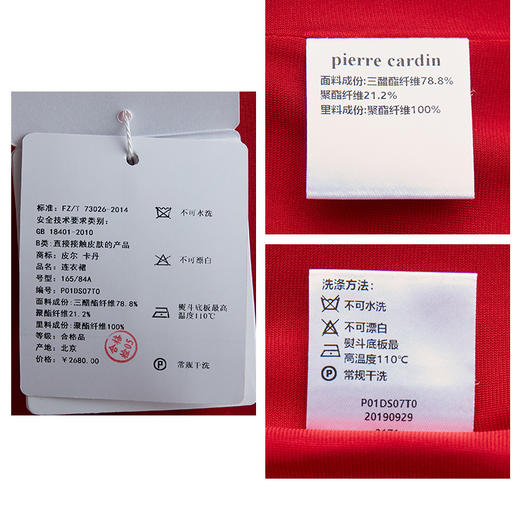 标准: FZ/T 73026-2014
安全技术要求类别:
GB 18401-2010
B类: 直接接触皮肤的产品
商标: 皮尔 卡丹
品名: 连衣裙
号型: 165/84A
编号: P01DS07T0
面料成份: 三醋酯纤维78.8%
聚酯纤维21.2%
里料成份: 聚酯纤维100%
等级: 合格品
产地: 北京
价格: ￥2680.00
不可水洗
不可漂白
熨斗底板最高
温度110℃
常规干洗
合格
检05
pierre cardin
面料成份:三醋酯纤维78.8%
聚酯纤维21.2%
里料成份:聚酯纤维100%
洗涤方法:
不可水洗
不可漂白
熨斗底板最
高温度110℃
常规干洗
P01DS07T0
20190929